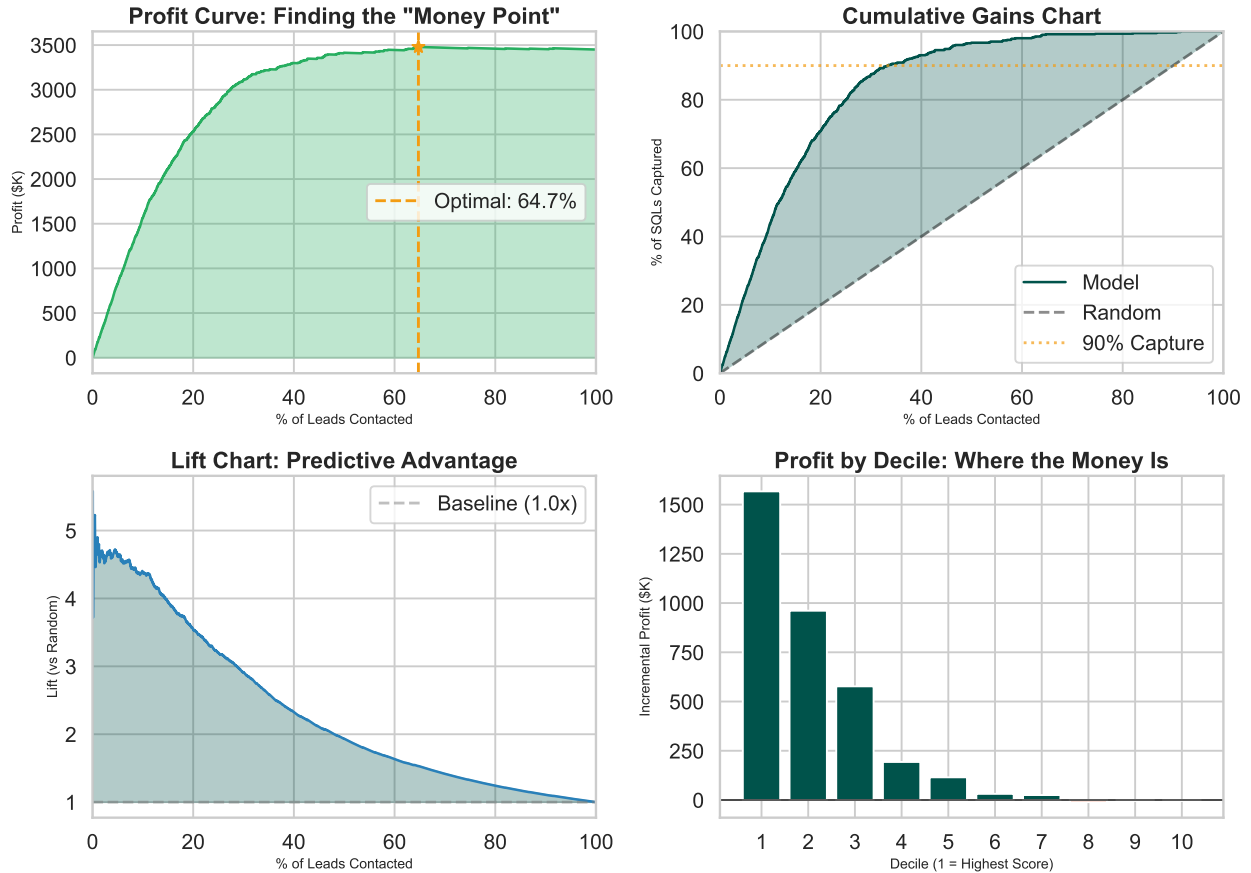 Profit Curve: Finding the "Money Point"
3500
3000
2500
2000
1500
1000
500
0
Profit ($K)
Optimal: 64.7%
0 20 40 60 80 100
% of Leads Contacted
Cumulative Gains Chart
100
80
60
40
20
0
% of SQLs Captured
Model
Random
90% Capture
0 20 40 60 80 100
% of Leads Contacted
Lift Chart: Predictive Advantage
5
4
3
2
1
Lift (vs Random)
Baseline (1.0x)
0 20 40 60 80 100
% of Leads Contacted
Profit by Decile: Where the Money Is
1500
1250
1000
750
500
250
0
Incremental Profit ($K)
1 2 3 4 5 6 7 8 9 10
Decile (1 = Highest Score)